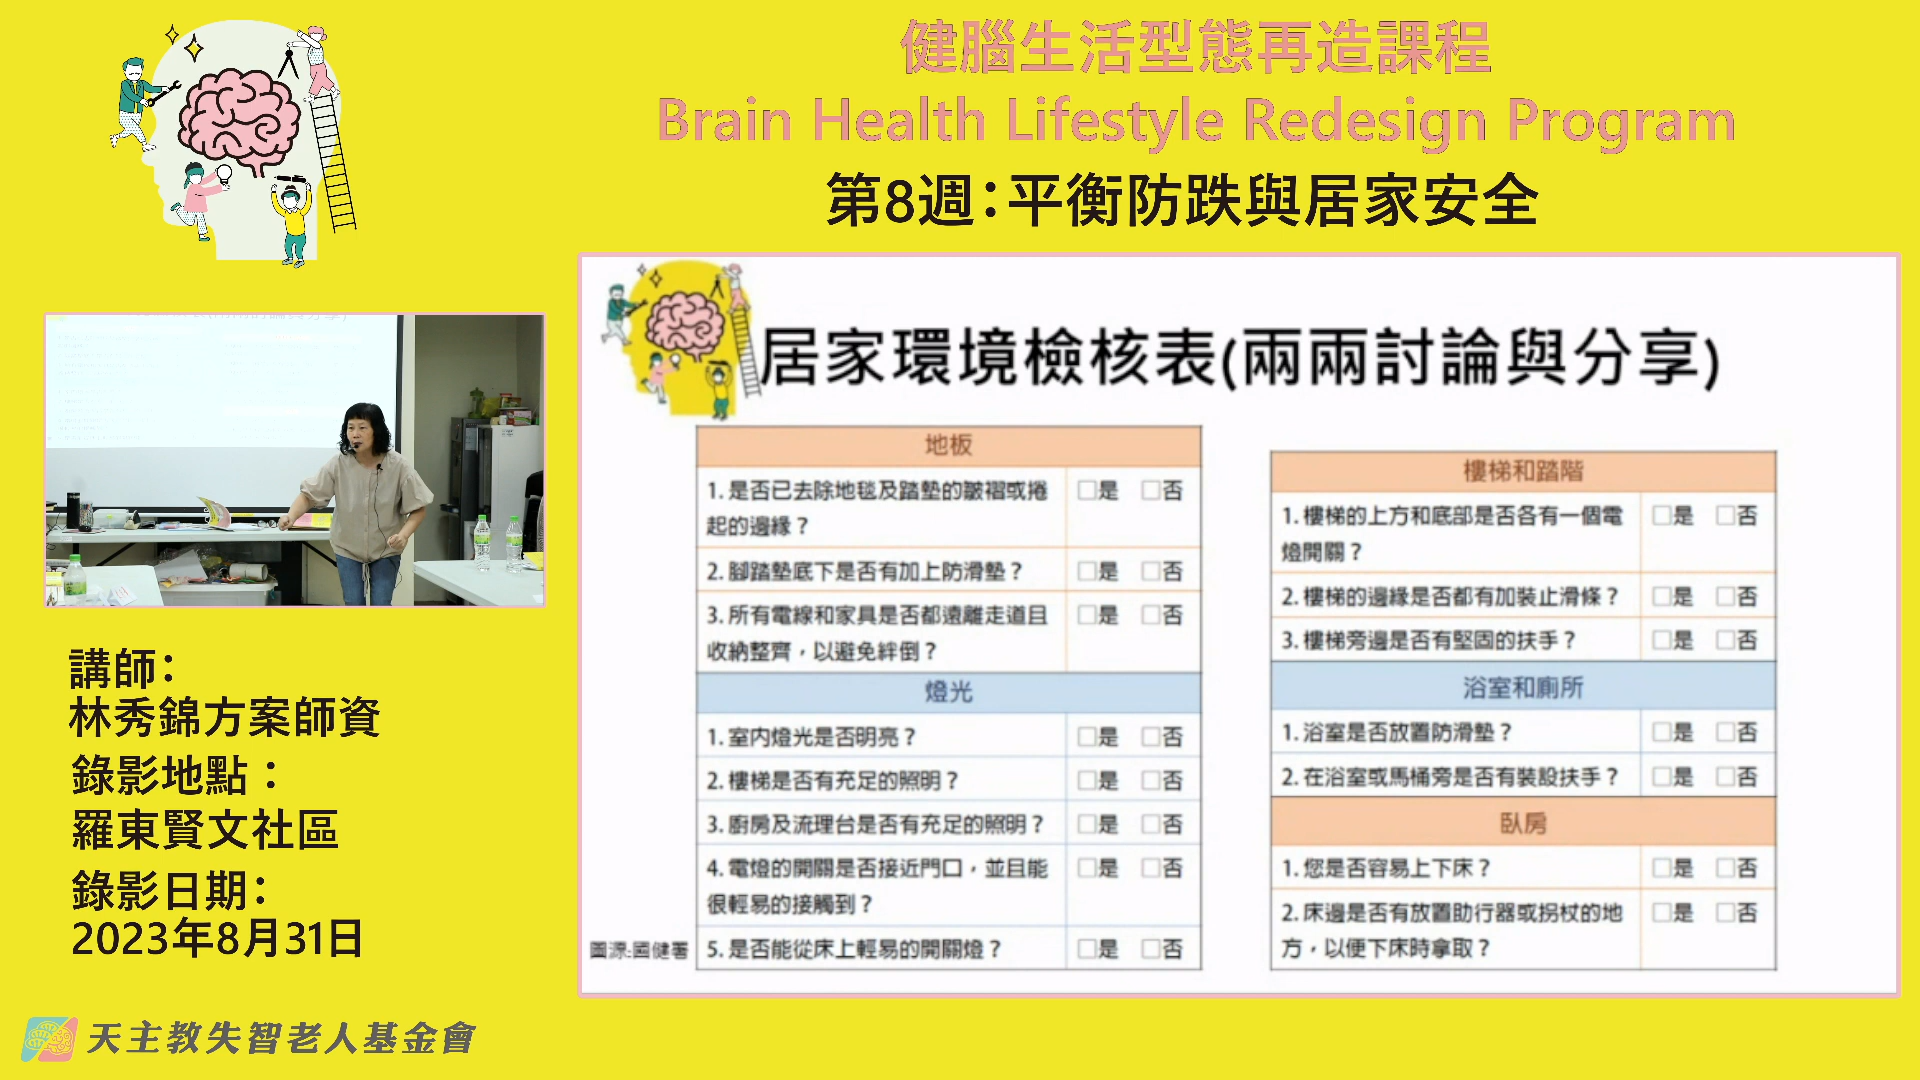 健腦生活型態再造課程
Brain Health Lifestyle Redesign Program
第8週：平衡防跌與居家安全
講師：
林秀錦方案師資
錄影地點：
羅東賢文社區
錄影日期：
2023年8月31日
天主教失智老人基金會
居家環境檢核表(兩兩討論與分享)
地板
1. 是否已去除地毯及踏墊的皺褶或捲 □是 □否
起的邊緣？
2. 腳踏墊底下是否有加上防滑墊？ □是 □否
3. 所有電線和家具是否都遠離走道且 □是 □否
收納整齊，以避免絆倒？
燈光
1. 室內燈光是否明亮？ □是 □否
2. 樓梯是否有充足的照明？ □是 □否
3. 廚房及流理台是否有充足的照明？ □是 □否
4. 電燈的開關是否接近門口，並且能 □是 □否
很輕易的接觸到？
5. 是否能從床上輕易的開關燈？ □是 □否
圖源:國健署
樓梯和踏階
1. 樓梯的上方和底部是否各有一個電 □是 □否
燈開關？
2. 樓梯的邊緣是否都有加裝止滑條？ □是 □否
3. 樓梯旁邊是否有堅固的扶手？ □是 □否
浴室和廁所
1. 浴室是否放置防滑墊？ □是 □否
2. 在浴室或馬桶旁是否有裝設扶手？ □是 □否
臥房
1. 您是否容易上下床？ □是 □否
2. 床邊是否有放置助行器或拐杖的地 □是 □否
方，以便下床時拿取？